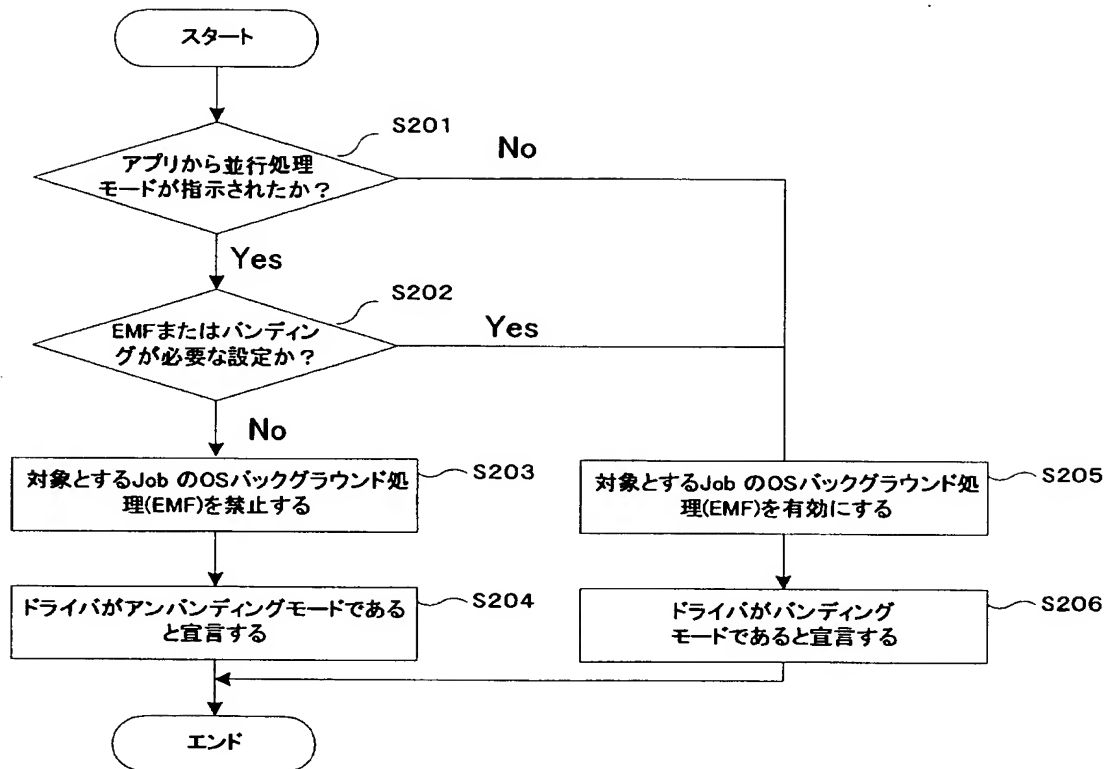 スタート
S201
アプリから並行処理
モードが指示されたか？
No
Yes
S202
EMFまたはバンディン
グが必要な設定か？
Yes
No
対象とするJob のOSバックグラウンド処
理(EMF)を禁止する
S203
対象とするJob のOSバックグラウンド処
理(EMF)を有効にする
S205
ドライバがアンバンディングモードである
と宣言する
S204
ドライバがバンディング
モードであると宣言する
S206
エンド